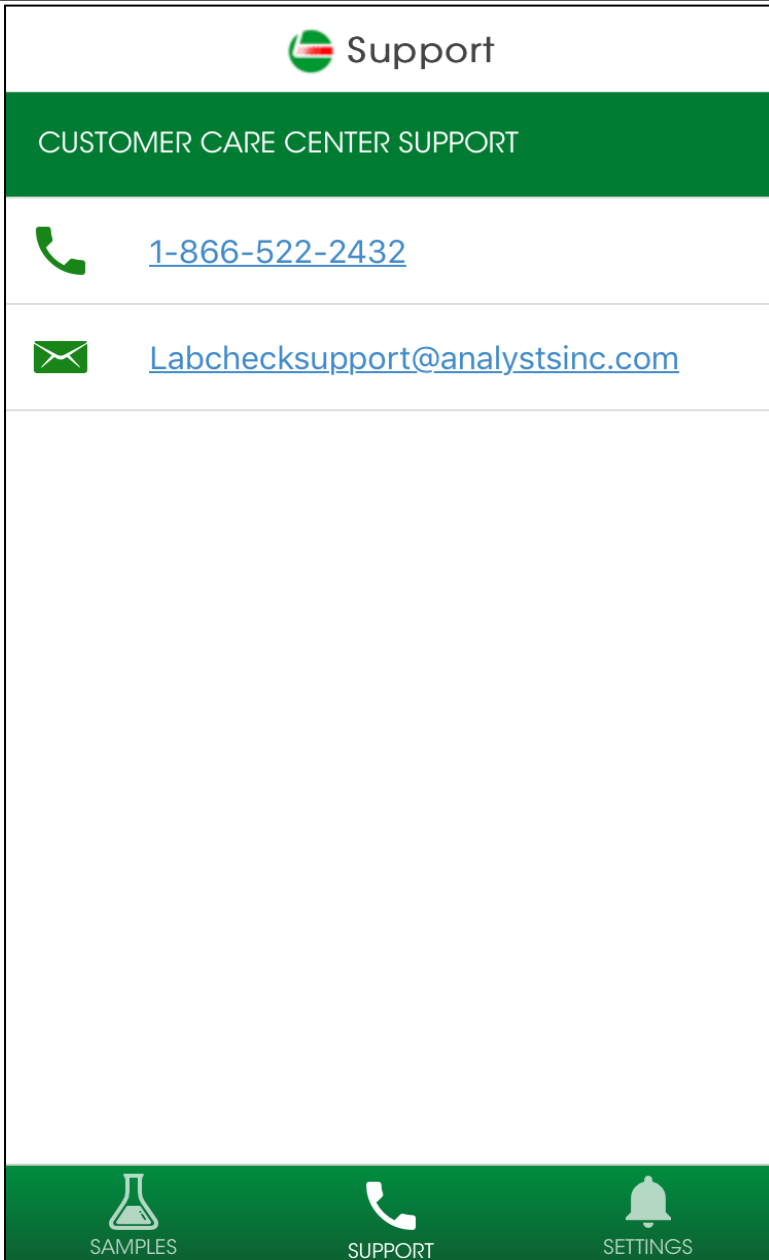 Support
CUSTOMER CARE CENTER SUPPORT
1-866-522-2432
Labchecksupport@analystsinc.com
SAMPLES
SUPPORT
SETTINGS